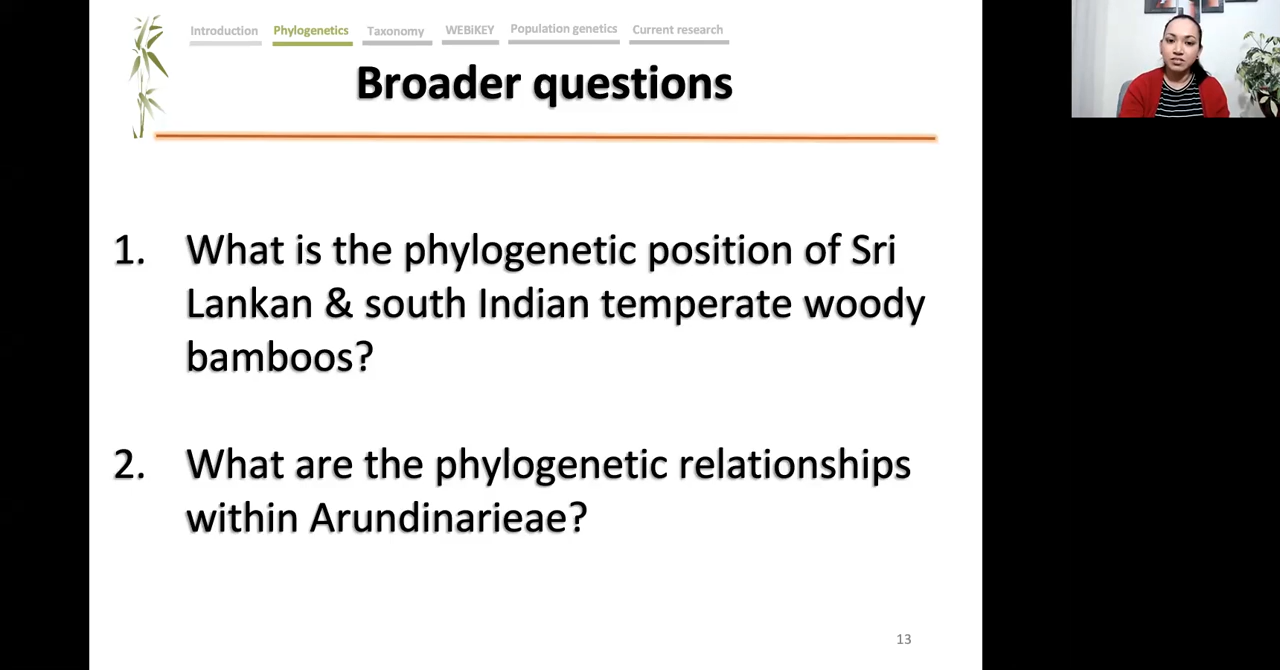 Introduction Phylogenetics Taxonomy WEBiKEY Population genetics Current research
Broader questions
1. What is the phylogenetic position of Sri
Lankan & south Indian temperate woody
bamboos?
2. What are the phylogenetic relationships
within Arundinarieae?
13